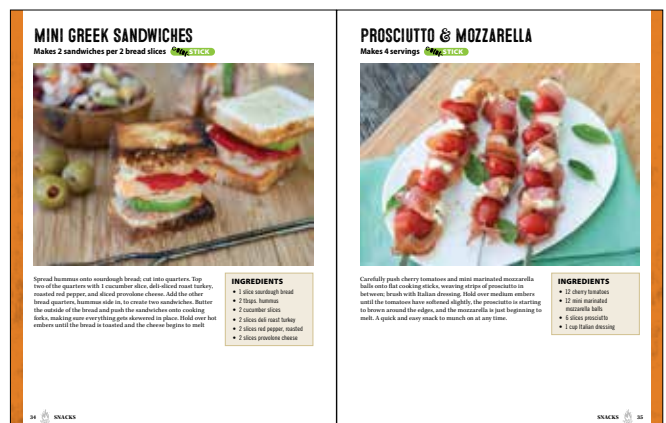 MINI GREEK SANDWICHES
Makes 2 sandwiches per 2 bread slices
STICK
Spread hummus onto sourdough bread; cut into quarters. Top
two of the quarters with 1 cucumber slice, deli-sliced roast turkey,
roasted red pepper, and sliced provolone cheese. Add the other
bread quarters, hummus side in, to create two sandwiches. Butter
the outside of the bread and push the sandwiches onto cooking
forks, making sure everything gets skewered in place. Hold over hot
embers until the bread is toasted and the cheese begins to melt
INGREDIENTS
• 1 slice sourdough bread
• 2 tbsps. hummus
• 2 cucumber slices
• 2 slices deli roast turkey
• 2 slices red pepper, roasted
• 2 slices provolone cheese
34 SNACKS
PROSCIUTTO & MOZZARELLA
Makes 4 servings
STICK
Carefully push cherry tomatoes and mini marinated mozzarella
balls onto flat cooking sticks, weaving strips of prosciutto in
between; brush with Italian dressing. Hold over medium embers
until the tomatoes have softened slightly, the prosciutto is starting
to brown around the edges, and the mozzarella is just beginning to
melt. A quick and easy snack to munch on at any time.
INGREDIENTS
• 12 cherry tomatoes
• 12 mini marinated
mozzarella balls
• 6 slices prosciutto
• 1 cup Italian dressing
SNACKS 35